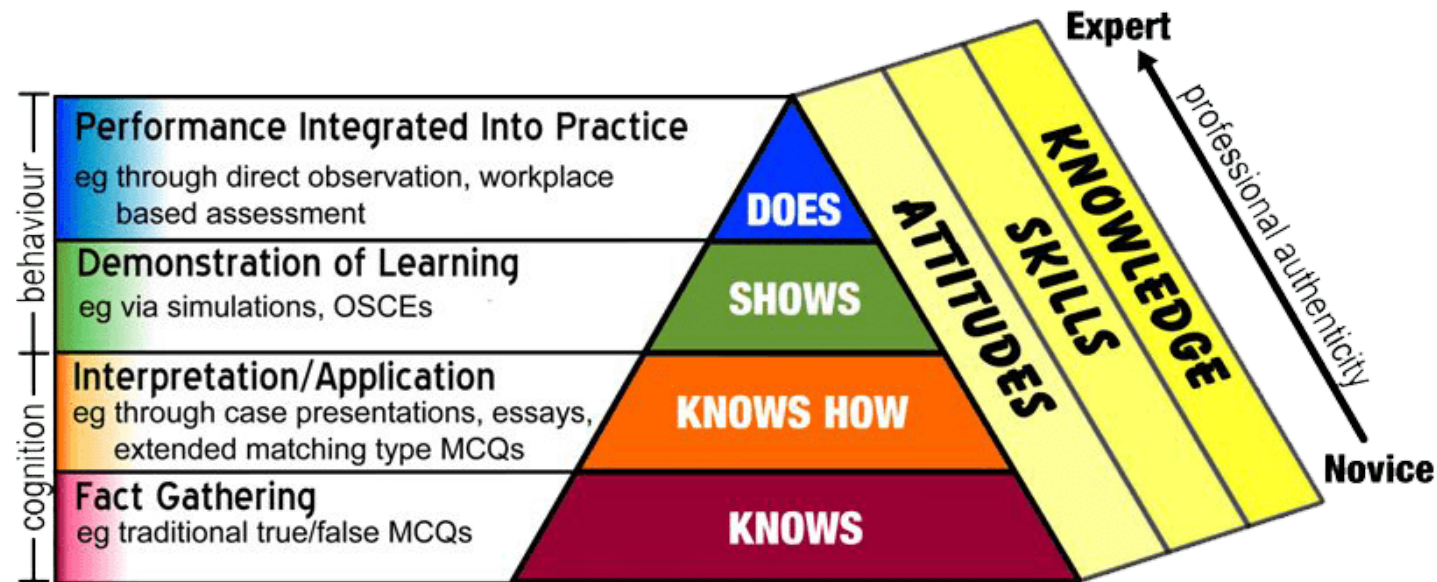 Expert
professional authenticity
Novice
behaviour
cognition
Performance Integrated Into Practice
eg through direct observation, workplace
based assessment
DOES
Demonstration of Learning
eg via simulations, OSCEs
SHOWS
Interpretation/Application
eg through case presentations, essays,
extended matching type MCQs
KNOWS HOW
Fact Gathering
eg traditional true/false MCQs
KNOWS
ATTITUDES
SKILLS
KNOWLEDGE